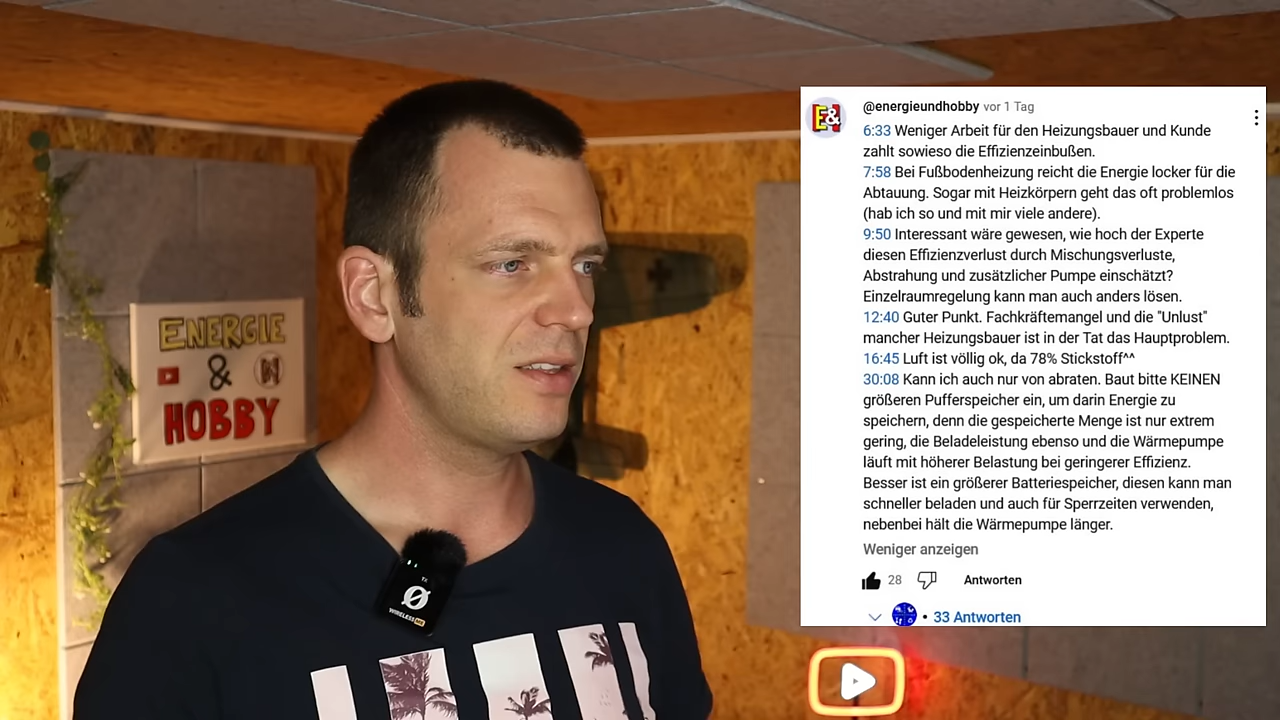 ENERGIE
&
HOBBY
TX
WIRELESS ME
E&H
@energieundhobby vor 1 Tag
6:33 Weniger Arbeit für den Heizungsbauer und Kunde
zahlt sowieso die Effizienzeinbußen.
7:58 Bei Fußbodenheizung reicht die Energie locker für die
Abtauung. Sogar mit Heizkörpern geht das oft problemlos
(hab ich so und mit mir viele andere).
9:50 Interessant wäre gewesen, wie hoch der Experte
diesen Effizienzverlust durch Mischungsverluste,
Abstrahung und zusätzlicher Pumpe einschätzt?
Einzelraumregelung kann man auch anders lösen.
12:40 Guter Punkt. Fachkräftemangel und die "Unlust"
mancher Heizungsbauer ist in der Tat das Hauptproblem.
16:45 Luft ist völlig ok, da 78% Stickstoff^^
30:08 Kann ich auch nur von abraten. Baut bitte KEINEN
größeren Pufferspeicher ein, um darin Energie zu
speichern, denn die gespeicherte Menge ist nur extrem
gering, die Beladeleistung ebenso und die Wärmepumpe
läuft mit höherer Belastung bei geringerer Effizienz.
Besser ist ein größerer Batteriespeicher, diesen kann man
schneller beladen und auch für Sperrzeiten verwenden,
nebenbei hält die Wärmepumpe länger.
Weniger anzeigen
28 Antworten
• 33 Antworten